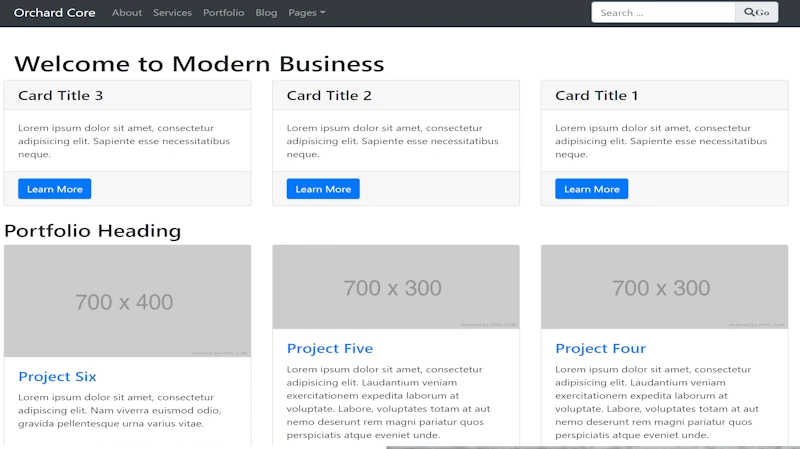 Orchard Core About Services Portfolio Blog Pages Search ... Go
Welcome to Modern Business
Card Title 3
Lorem ipsum dolor sit amet, consectetur
adipisicing elit. Sapiente esse necessitatibus
neque.
Learn More
Card Title 2
Lorem ipsum dolor sit amet, consectetur
adipisicing elit. Sapiente esse necessitatibus
neque.
Learn More
Card Title 1
Lorem ipsum dolor sit amet, consectetur
adipisicing elit. Sapiente esse necessitatibus
neque.
Learn More
Portfolio Heading
700 x 400
Powered by HTML.COM
Project Six
Lorem ipsum dolor sit amet, consectetur
adipiscing elit. Nam viverra euismod odio,
gravida pellentesque urna varius vitae.
700 x 300
Powered by HTML.COM
Project Five
Lorem ipsum dolor sit amet, consectetur
adipisicing elit. Laudantium veniam
exercitationem expedita laborum at
voluptate. Labore, voluptates totam at aut
nemo deserunt rem magni pariatur quos
perspiciatis atque eveniet unde.
700 x 300
Powered by HTML.COM
Project Four
Lorem ipsum dolor sit amet, consectetur
adipisicing elit. Laudantium veniam
exercitationem expedita laborum at
voluptate. Labore, voluptates totam at aut
nemo deserunt rem magni pariatur quos
perspiciatis atque eveniet unde.